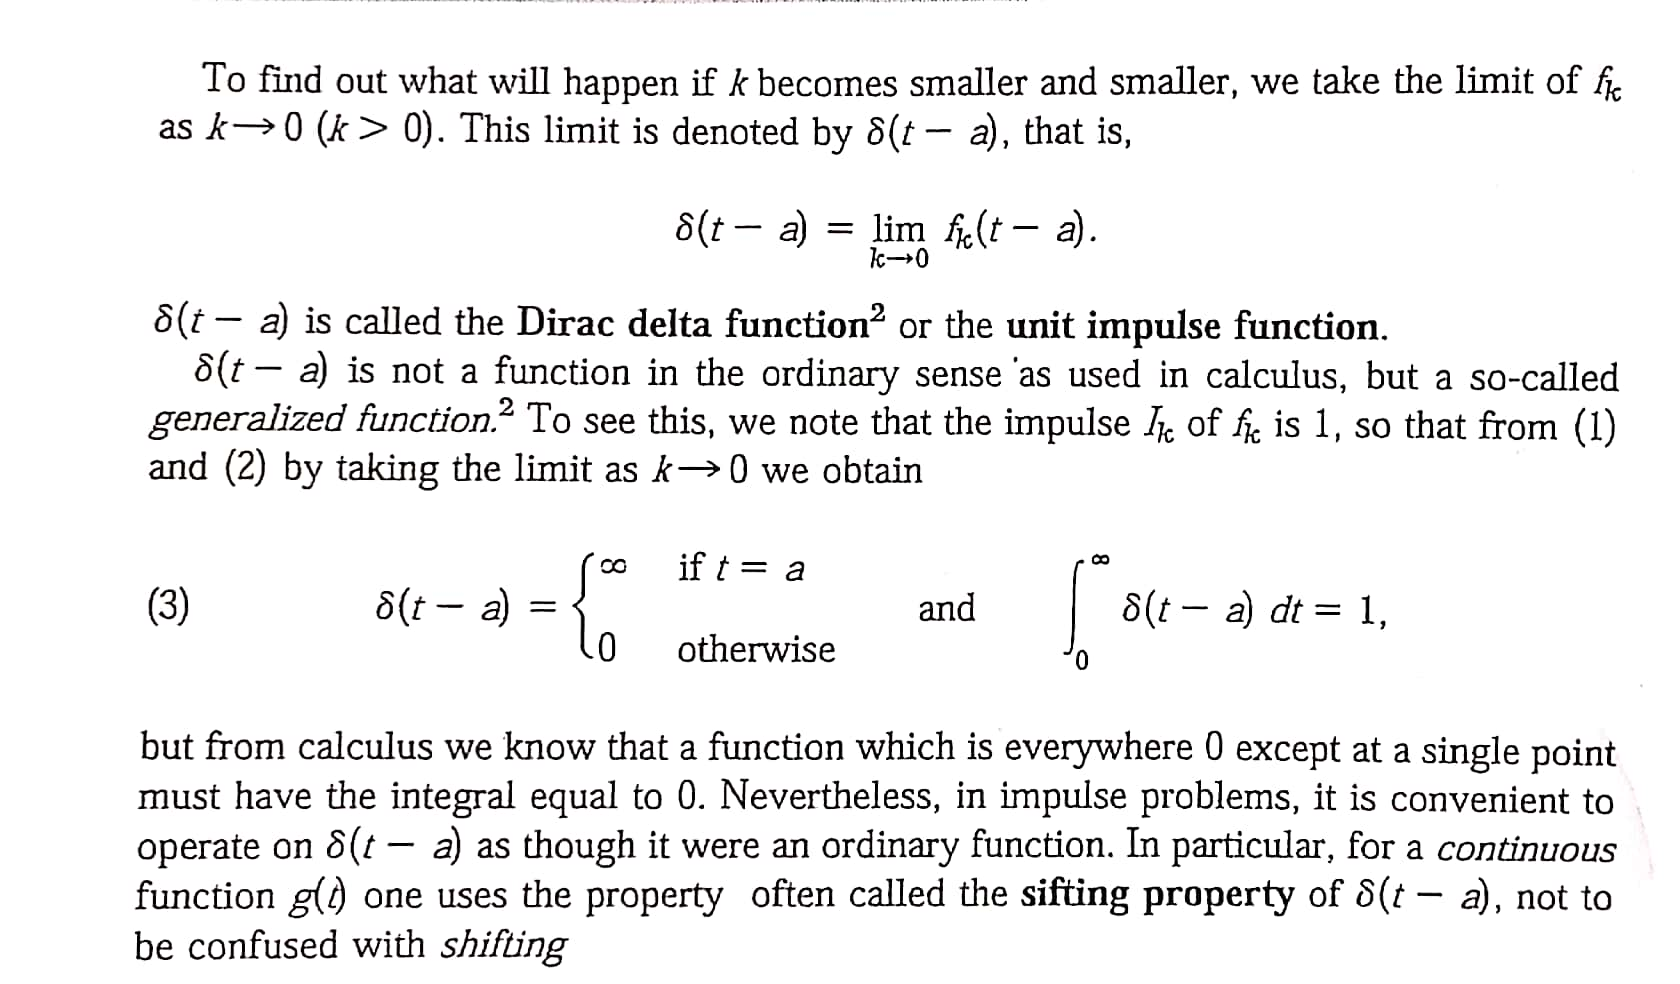 To find out what will happen if k becomes smaller and smaller, we take the limit of fₖ
as k→0 (k > 0). This limit is denoted by δ(t − a), that is,
δ(t − a) = lim fₖ(t − a).
k→0
δ(t − a) is called the Dirac delta function² or the unit impulse function.
δ(t − a) is not a function in the ordinary sense as used in calculus, but a so-called
generalized function.² To see this, we note that the impulse Iₖ of fₖ is 1, so that from (1)
and (2) by taking the limit as k→0 we obtain
(3) δ(t − a) = { ∞ if t = a
0 otherwise
and ∫₀^∞ δ(t − a) dt = 1,
but from calculus we know that a function which is everywhere 0 except at a single point
must have the integral equal to 0. Nevertheless, in impulse problems, it is convenient to
operate on δ(t − a) as though it were an ordinary function. In particular, for a continuous
function g(t) one uses the property often called the sifting property of δ(t − a), not to
be confused with shifting